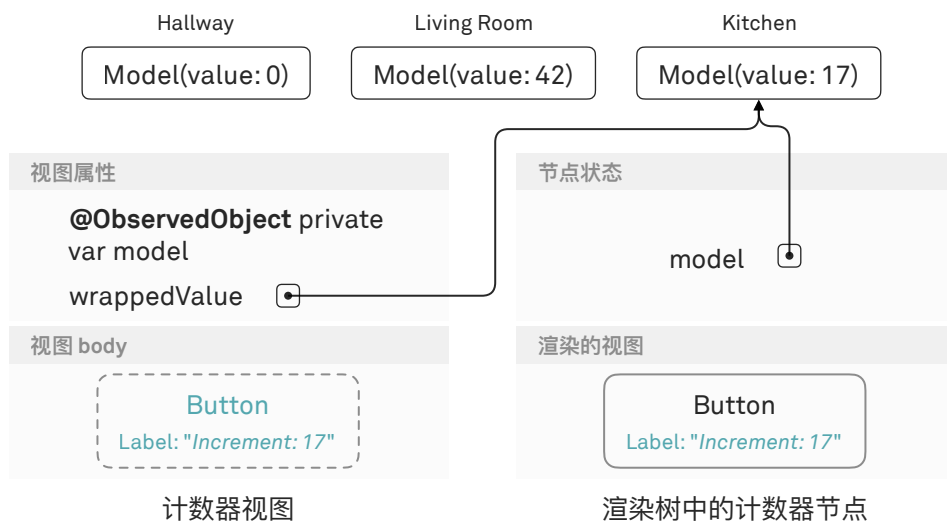 Hallway
Living Room
Kitchen
Model(value: 0)
Model(value: 42)
Model(value: 17)
视图属性
@ObservedObject private
var model
wrappedValue
节点状态
model
视图 body
Button
Label: "Increment: 17"
渲染的视图
Button
Label: "Increment: 17"
计数器视图
渲染树中的计数器节点